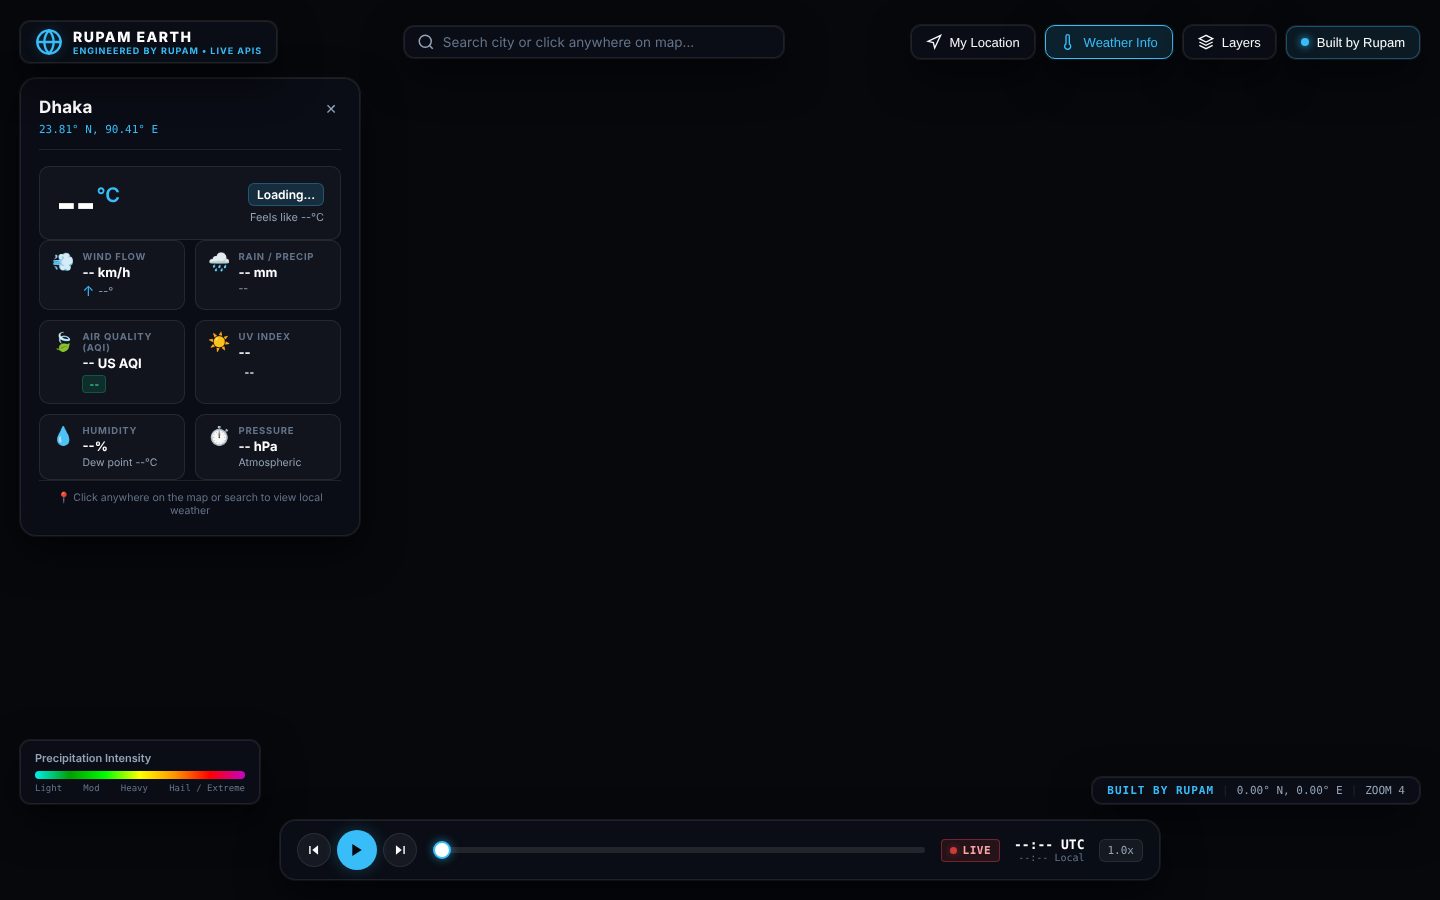 RUPAM EARTH
ENGINEERED BY RUPAM • LIVE APIS
Search city or click anywhere on map...
My Location
Weather Info
Layers
Built by Rupam
Dhaka
×
23.81° N, 90.41° E
--°C
Loading...
Feels like --°C
WIND FLOW
-- km/h
↑ --°
RAIN / PRECIP
-- mm
--
AIR QUALITY
(AQI)
-- US AQI
--
UV INDEX
--
--
HUMIDITY
--%
Dew point --°C
PRESSURE
-- hPa
Atmospheric
📍 Click anywhere on the map or search to view local
weather
Precipitation Intensity
Light Mod Heavy Hail / Extreme
BUILT BY RUPAM | 0.00° N, 0.00° E | ZOOM 4
LIVE
--:-- UTC
--:-- Local
1.0x